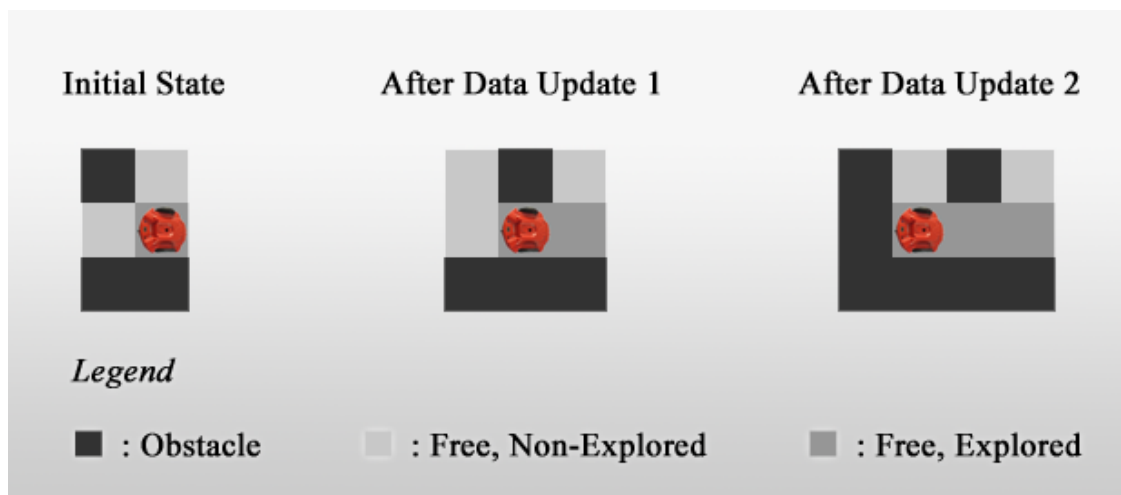 Initial State
After Data Update 1
After Data Update 2
Legend
: Obstacle
: Free, Non-Explored
: Free, Explored